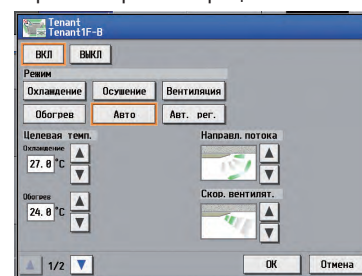 Tenant
Tenant1F-B
ВКЛ ВЫКЛ
Режим
Охлаждение Осушение Вентиляция
Обогрев Авто Авт. рег.
Целевая темп. Направл. потока
Охлаждение
27.0 °C
Обогрев Скор. вентилят.
24.0 °C
1/2 OK Отмена